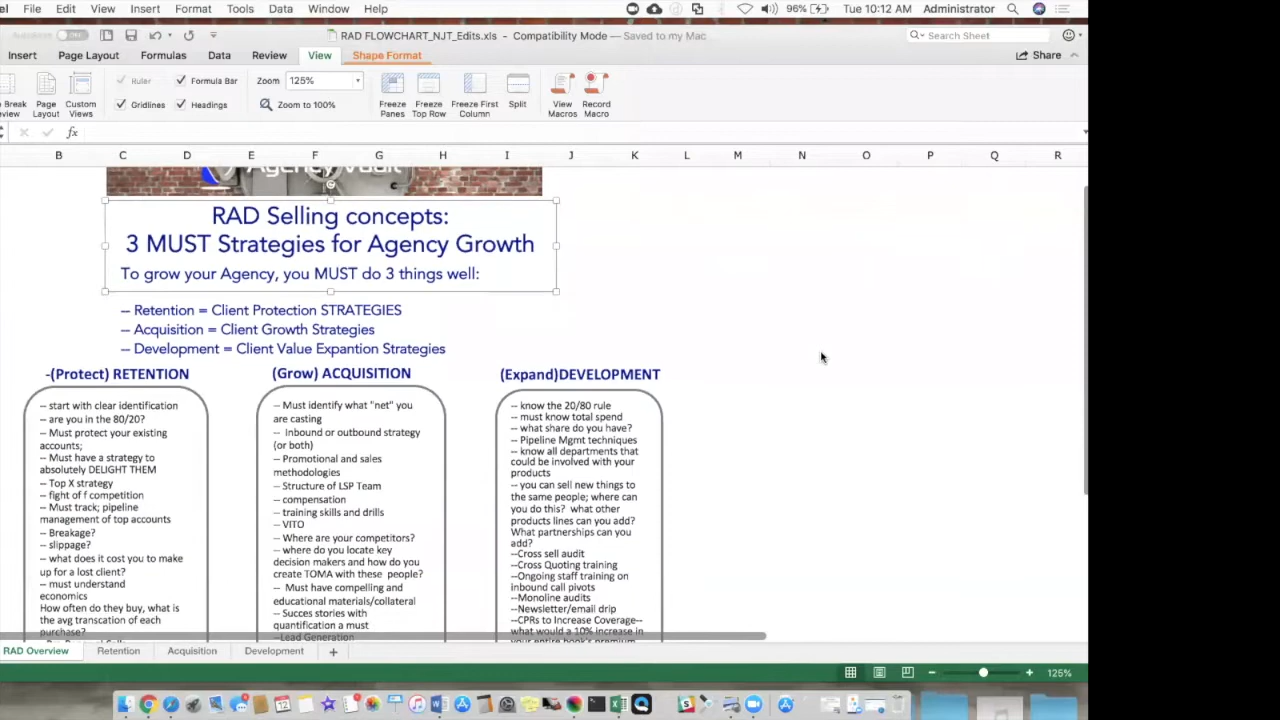 el File Edit View Insert Format Tools Data Window Help 96% Tue 10:12 AM Administrator
RAD FLOWCHART_NJT_Edits.xls - Compatibility Mode — Saved to my Mac Search Sheet
Insert Page Layout Formulas Data Review View Shape Format Share
Ruler Formula Bar Zoom 125%
Gridlines Headings Zoom to 100%
Break Page Custom Freeze Freeze Freeze First Split View Record
Layout Views Panes Top Row Column Macros Macro
fx
B C D E F G H I J K L M N O P Q R
Agency Vault
RAD Selling concepts:
3 MUST Strategies for Agency Growth
To grow your Agency, you MUST do 3 things well:
-- Retention = Client Protection STRATEGIES
-- Acquisition = Client Growth Strategies
-- Development = Client Value Expantion Strategies
-(Protect) RETENTION
-- start with clear identification
-- are you in the 80/20?
-- Must protect your existing
accounts;
-- Must have a strategy to
absolutely DELIGHT THEM
-- Top X strategy
-- fight of f competition
-- Must track; pipeline
management of top accounts
-- Breakage?
-- slippage?
-- what does it cost you to make
up for a lost client?
-- must understand
economics
How often do they buy, what is
the avg transcation of each
purchase?
(Grow) ACQUISITION
-- Must identify what "net" you
are casting
-- Inbound or outbound strategy
(or both)
-- Promotional and sales
methodologies
-- Structure of LSP Team
-- compensation
-- training skills and drills
-- VITO
-- Where are your competitors?
-- where do you locate key
decision makers and how do you
create TOMA with these people?
-- Must have compelling and
educational materials/collateral
-- Succes stories with
quantification a must
--Lead Generation
(Expand)DEVELOPMENT
-- know the 20/80 rule
-- must know total spend
-- what share do you have?
-- Pipeline Mgmt techniques
-- know all departments that
could be involved with your
products
-- you can sell new things to
the same people; where can
you do this? what other
products lines can you add?
What partnerships can you
add?
--Cross sell audit
--Cross Quoting training
--Ongoing staff training on
inbound call pivots
--Monoline audits
--Newsletter/email drip
--CPRs to Increase Coverage--
what would a 10% increase in
your entire book's premium
RAD Overview Retention Acquisition Development +
125%